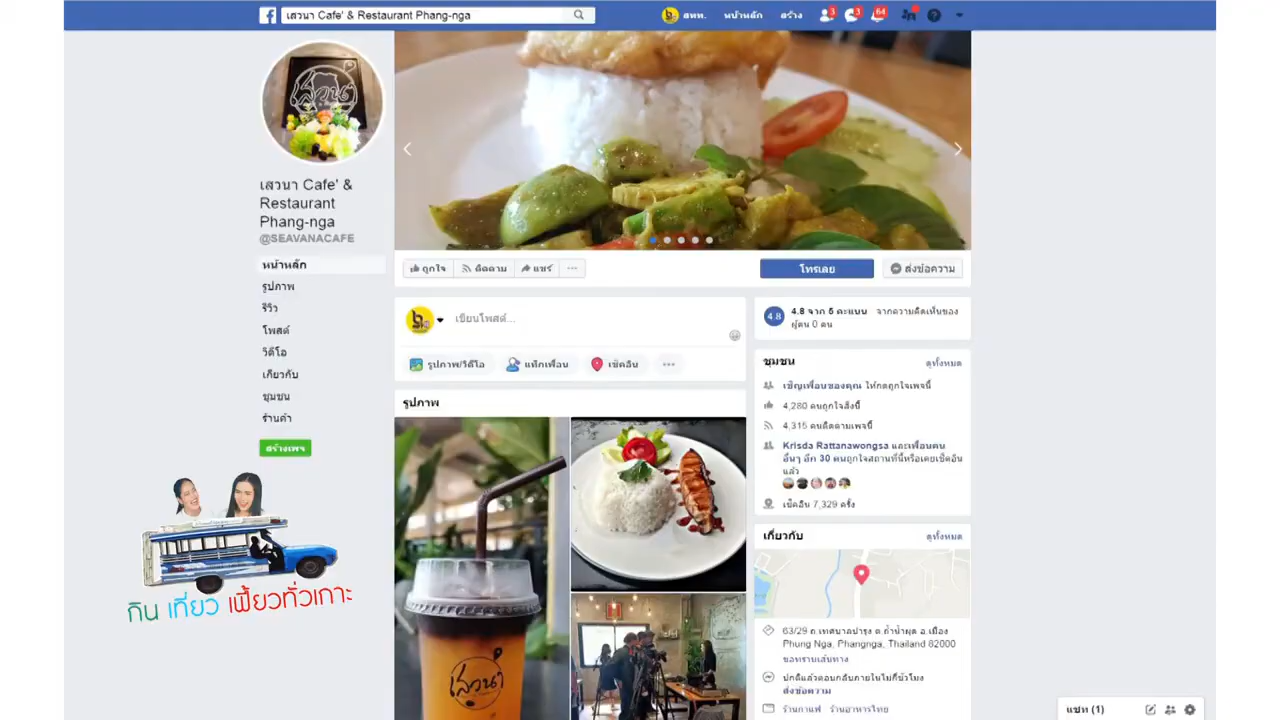 เสวนา Cafe' & Restaurant Phang-nga
สทท.
หน้าหลัก
สร้าง
3
3
64
เสวนา
เสวนา Cafe' &
Restaurant
Phang-nga
@SEAVANACAFE
หน้าหลัก
รูปภาพ
รีวิว
โพสต์
วิดีโอ
เกี่ยวกับ
ชุมชน
ร้านค้า
สร้างเพจ
กิน เที่ยว เฟี้ยวทั่วเกาะ
ถูกใจ
ติดตาม
แชร์
โทรเลย
ส่งข้อความ
เขียนโพสต์...
รูปภาพ/วิดีโอ
แท็กเพื่อน
เช็คอิน
รูปภาพ
เสวนา
4.8
4.8 จาก 5 คะแนน จากความคิดเห็นของ
ผู้คน 0 คน
ชุมชน
ดูทั้งหมด
เชิญเพื่อนของคุณ ให้กดถูกใจเพจนี้
4,280 คนถูกใจสิ่งนี้
4,315 คนติดตามเพจนี้
Krisda Rattanawongsa และเพื่อนคน
อื่นๆ อีก 30 คนถูกใจสถานที่นี้หรือเคยเช็คอิน
แล้ว
เช็คอิน 7,329 ครั้ง
เกี่ยวกับ
ดูทั้งหมด
63/29 ถ.เทศบาลบำรุง ต.ถ้ำน้ำผุด อ.เมือง
Phung Nga, Phangnga, Thailand 82000
ขอทราบเส้นทาง
ปกติแล้วตอบกลับภายในไม่กี่ชั่วโมง
ส่งข้อความ
ร้านกาแฟ ร้านอาหารไทย
แชท (1)